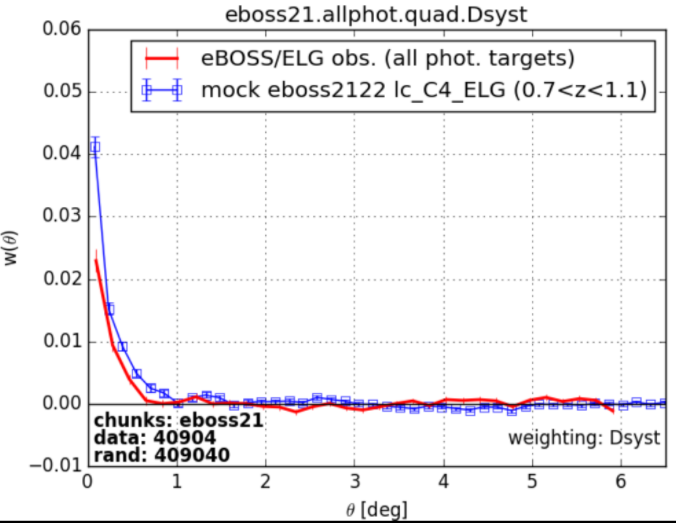 eboss21.allphot.quad.Dsyst
0.06
eBOSS/ELG obs. (all phot. targets)
mock eboss2122 lc_C4_ELG (0.7<z<1.1)
0.05
0.04
0.03
w(θ)
0.02
0.01
0.00
chunks: eboss21
data: 40904
weighting: Dsyst
rand: 409040
−0.01
0 1 2 3 4 5 6
θ [deg]